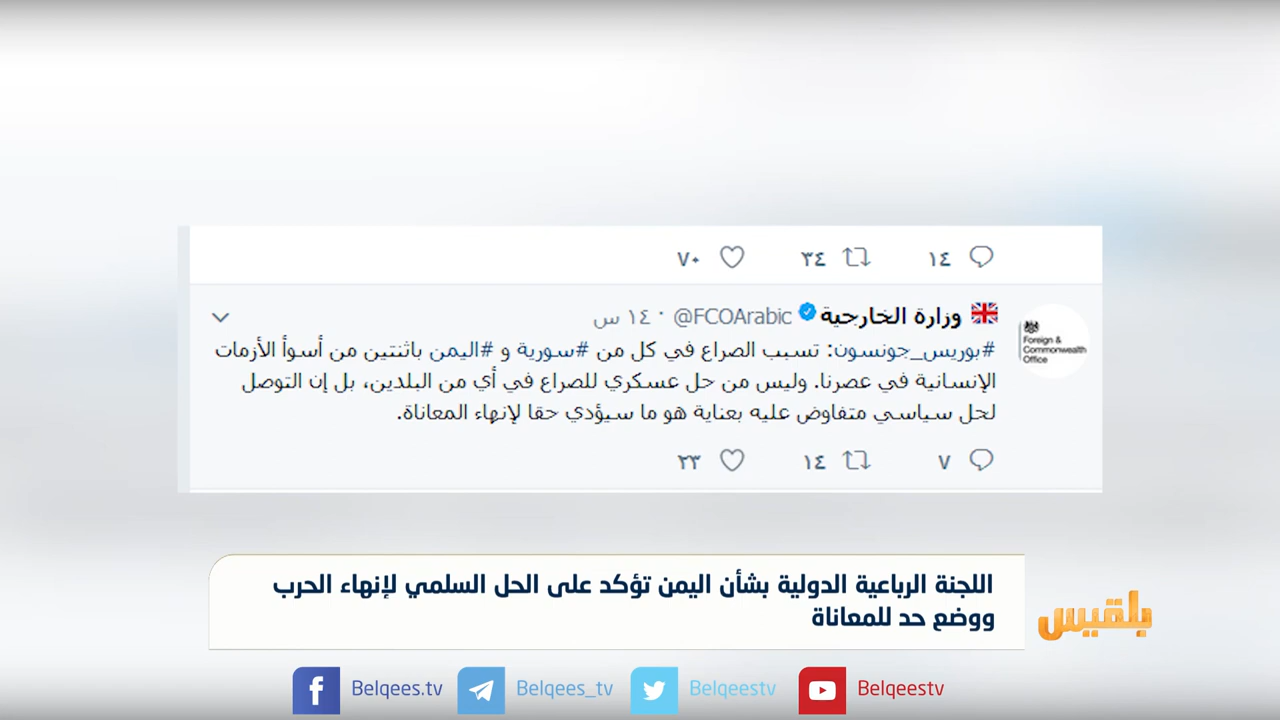 ١٤ ٣٤ ٧٠
وزارة الخارجية @FCOArabic · ١٤ س
Foreign &
Commonwealth
Office
#بوريس_جونسون: تسبب الصراع في كل من #سورية و #اليمن باثنتين من أسوأ الأزمات
الإنسانية في عصرنا. وليس من حل عسكري للصراع في أي من البلدين، بل إن التوصل
لحل سياسي متفاوض عليه بعناية هو ما سيؤدي حقا لإنهاء المعاناة.
٧ ١٤ ٢٣
اللجنة الرباعية الدولية بشأن اليمن تؤكد على الحل السلمي لإنهاء الحرب
ووضع حد للمعاناة
بلقيس
Belqees.tv Belqees_tv Belqeestv Belqeestv